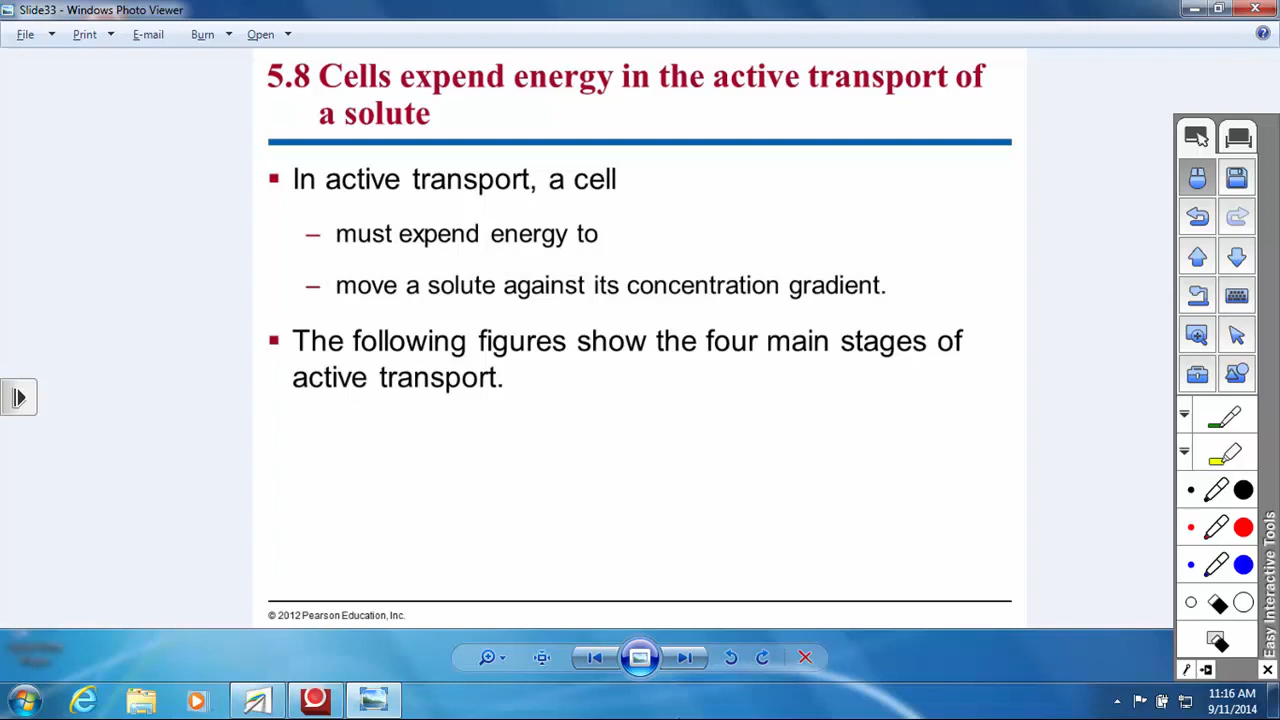 Slide33 - Windows Photo Viewer
File Print E-mail Burn Open
5.8 Cells expend energy in the active transport of
a solute
▪ In active transport, a cell
– must expend energy to
– move a solute against its concentration gradient.
▪ The following figures show the four main stages of
active transport.
© 2012 Pearson Education, Inc.
Easy Interactive Tools
11:16 AM
9/11/2014